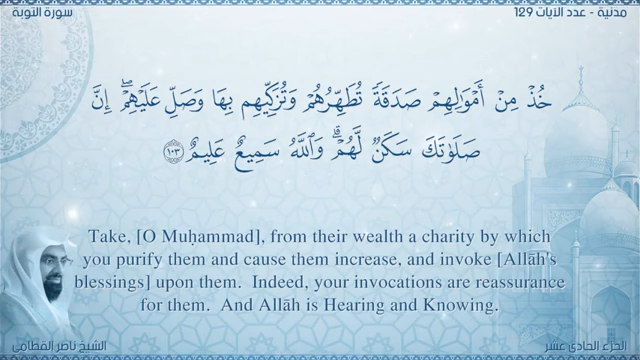 مدنية - عدد الآيات 129
سورة التوبة
خُذْ مِنْ أَمْوَٰلِهِمْ صَدَقَةً تُطَهِّرُهُمْ وَتُزَكِّيهِم بِهَا وَصَلِّ عَلَيْهِمْ ۖ إِنَّ
صَلَوٰتَكَ سَكَنٌ لَّهُمْ ۗ وَٱللَّهُ سَمِيعٌ عَلِيمٌ ١٠٣
Take, [O Muḥammad], from their wealth a charity by which
you purify them and cause them increase, and invoke [Allāh's
blessings] upon them. Indeed, your invocations are reassurance
for them. And Allāh is Hearing and Knowing.
الجزء الحادي عشر
الشيخ ناصر القطامي